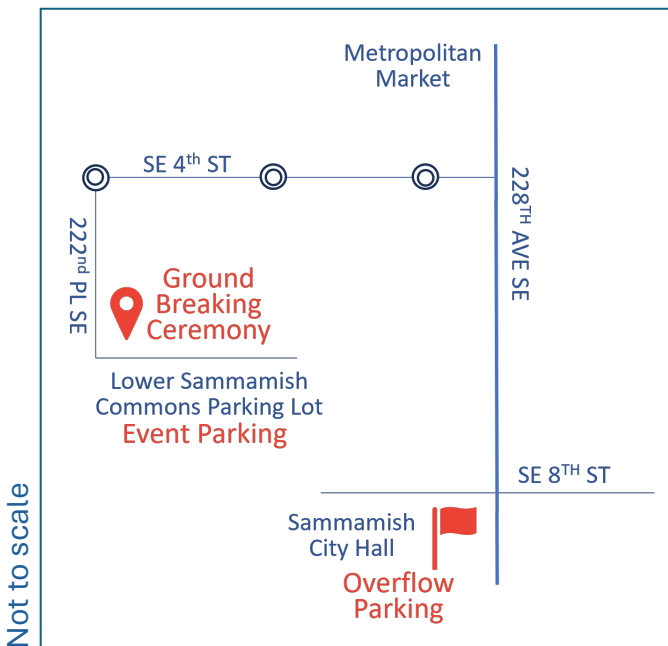 Metropolitan
Market
SE 4th ST
228TH AVE SE
222nd PL SE
Ground
Breaking
Ceremony
Lower Sammamish
Commons Parking Lot
Event Parking
SE 8TH ST
Sammamish
City Hall
Overflow
Parking
Not to scale